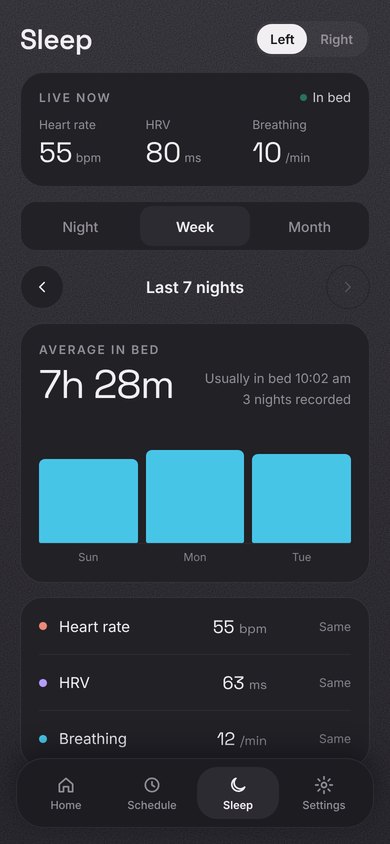 Sleep
Left Right
LIVE NOW In bed
Heart rate HRV Breathing
55 bpm 80 ms 10 /min
Night Week Month
Last 7 nights
AVERAGE IN BED
7h 28m
Usually in bed 10:02 am
3 nights recorded
Sun Mon Tue
Heart rate 55 bpm Same
HRV 63 ms Same
Breathing 12 /min Same
Home Schedule Sleep Settings